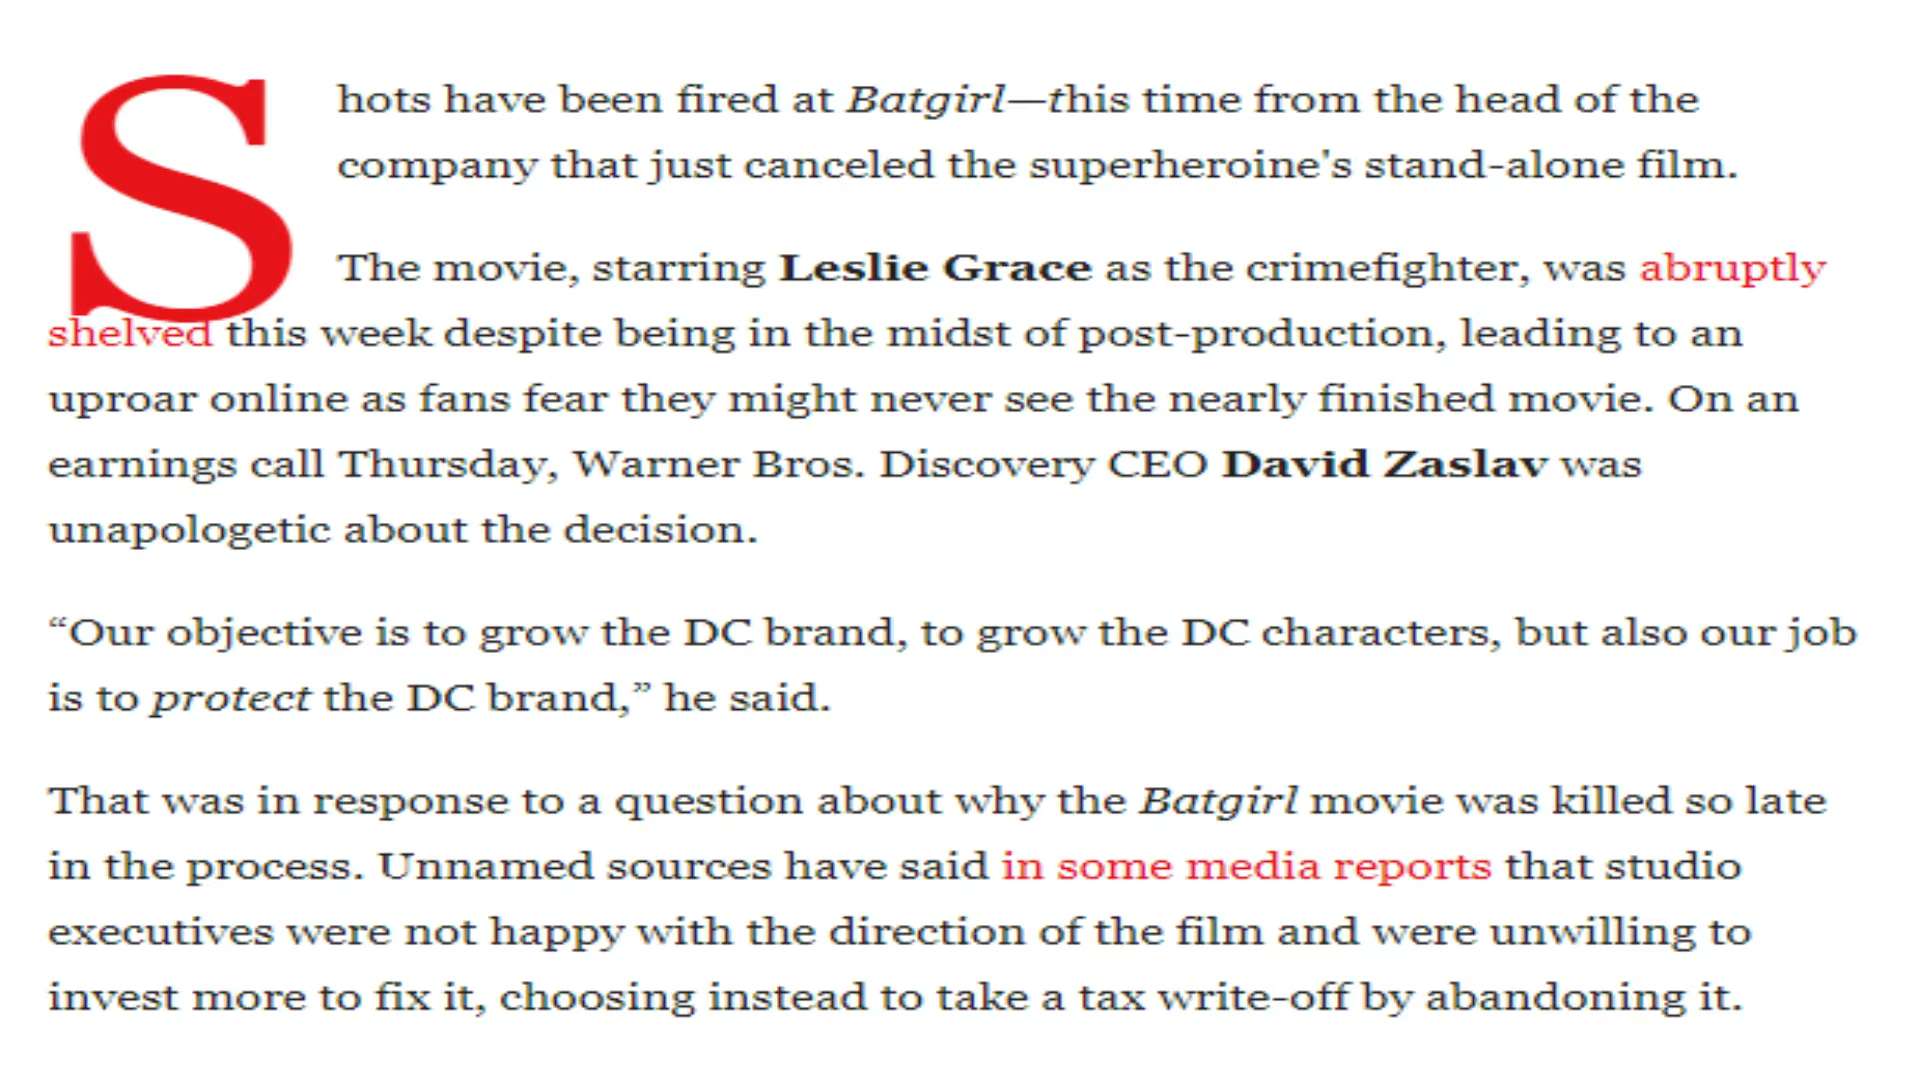 Shots have been fired at Batgirl—this time from the head of the
company that just canceled the superheroine's stand-alone film.
The movie, starring Leslie Grace as the crimefighter, was abruptly
shelved this week despite being in the midst of post-production, leading to an
uproar online as fans fear they might never see the nearly finished movie. On an
earnings call Thursday, Warner Bros. Discovery CEO David Zaslav was
unapologetic about the decision.
“Our objective is to grow the DC brand, to grow the DC characters, but also our job
is to protect the DC brand,” he said.
That was in response to a question about why the Batgirl movie was killed so late
in the process. Unnamed sources have said in some media reports that studio
executives were not happy with the direction of the film and were unwilling to
invest more to fix it, choosing instead to take a tax write-off by abandoning it.